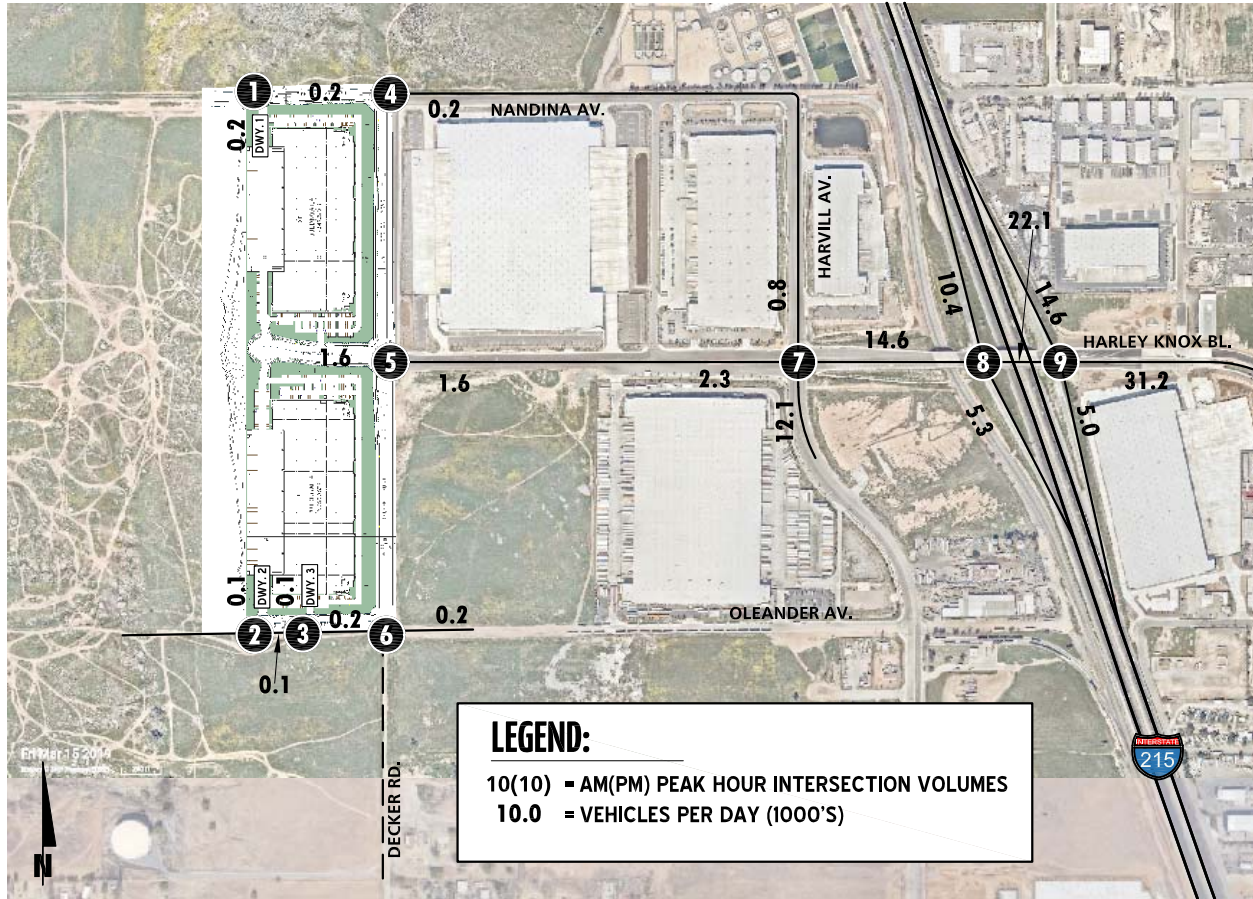 1
0.2
4
0.2
NANDINA AV.
0.2
DWY. 1
HARVILL AV.
22.1
10.4
14.6
0.8
14.6
HARLEY KNOX BL.
1.6
5
7
8
9
1.6
2.3
31.2
12.1
5.3
5.0
0.1
DWY. 2
0.1
DWY. 3
0.2
0.2
OLEANDER AV.
2
3
6
0.1
DECKER RD.
LEGEND:
10(10) = AM(PM) PEAK HOUR INTERSECTION VOLUMES
10.0 = VEHICLES PER DAY (1000'S)
INTERSTATE
215
N